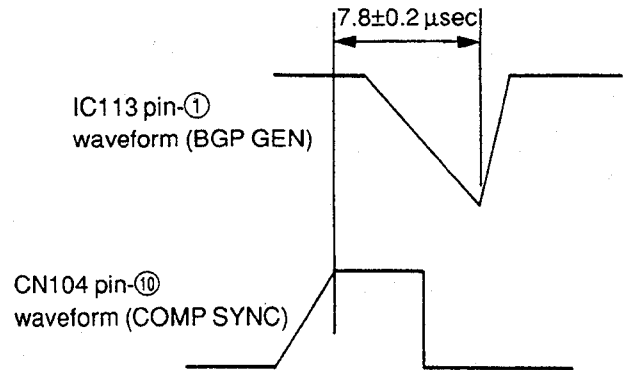 7.8±0.2 μsec
IC113 pin-①
waveform (BGP GEN)
CN104 pin-⑩
waveform (COMP SYNC)